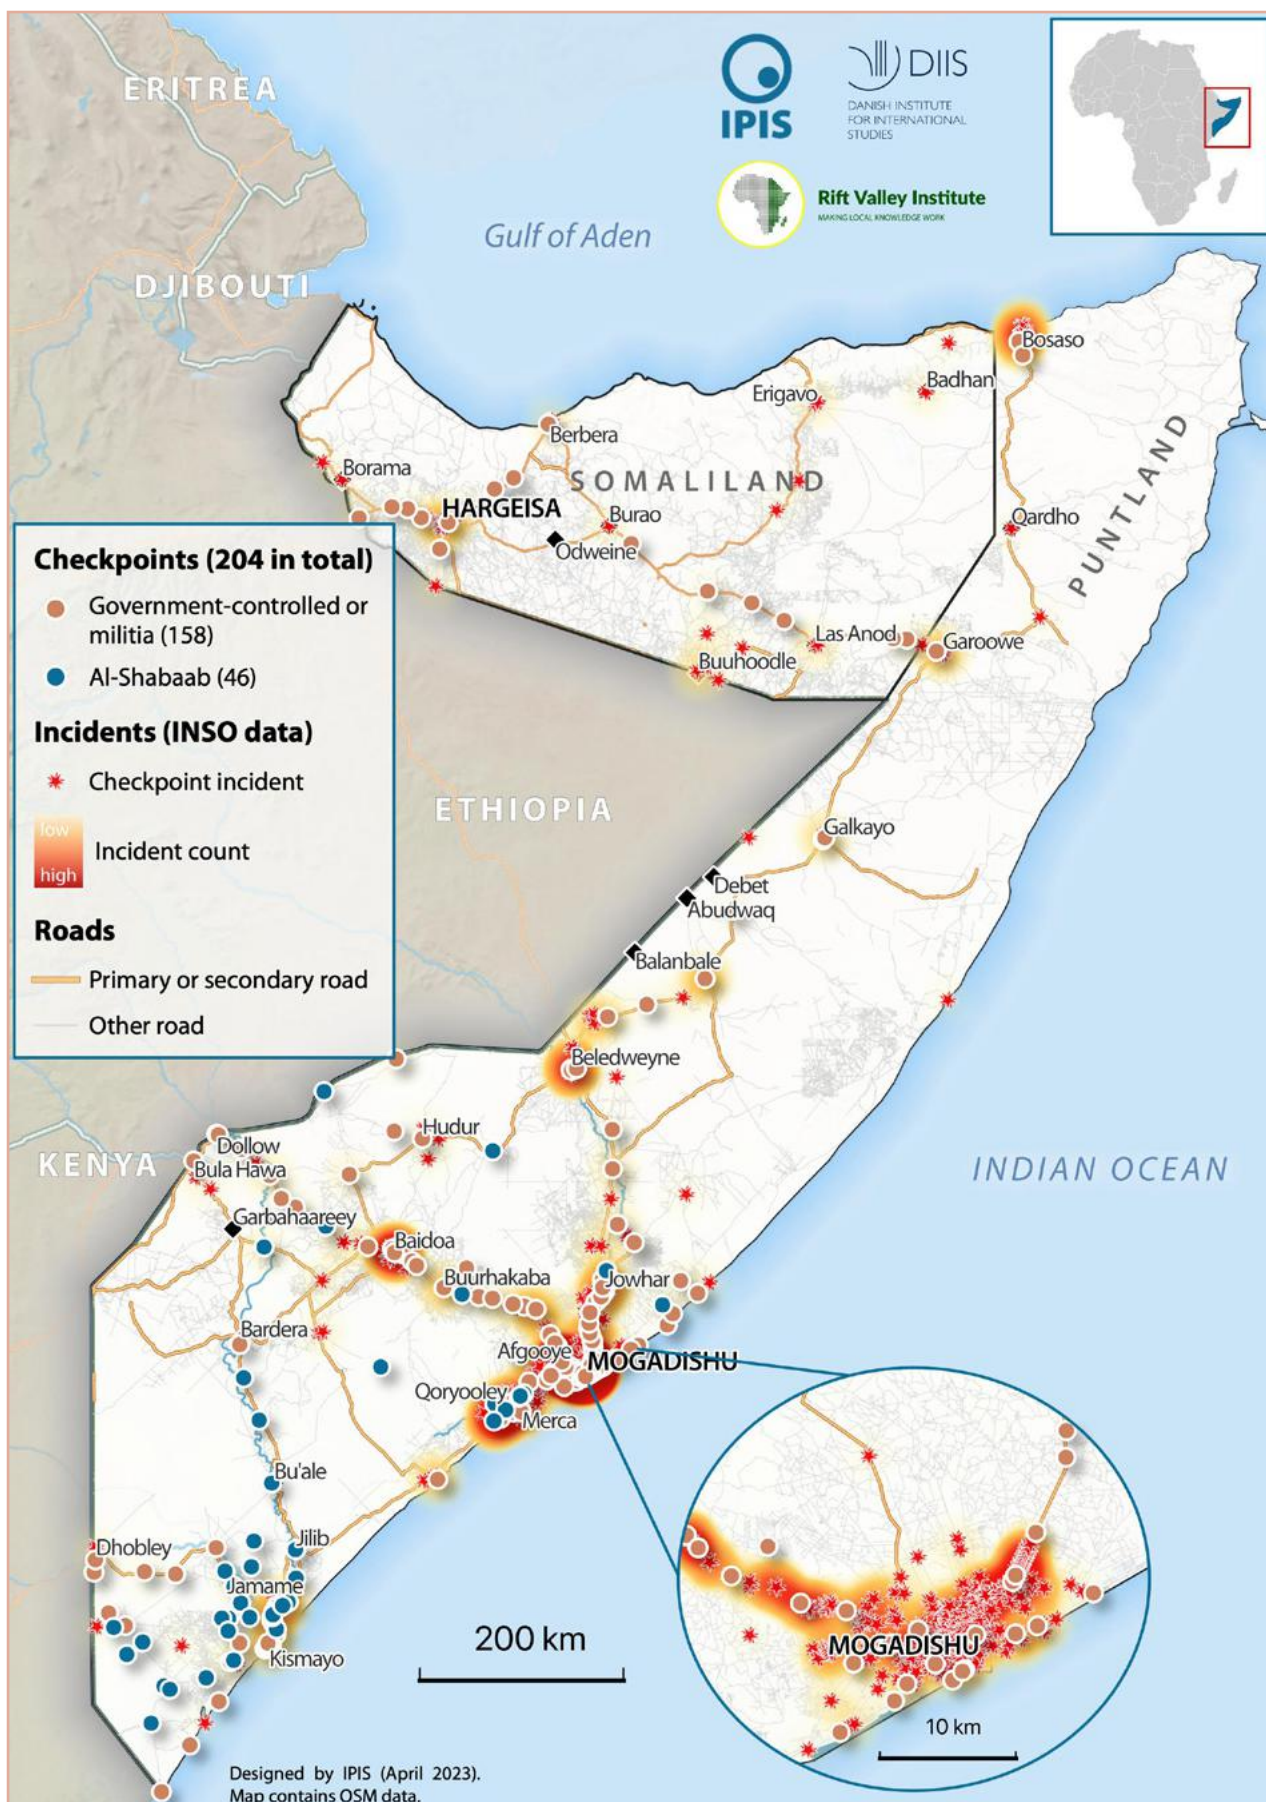 ERITREA
IPIS
DIIS
DANISH INSTITUTE
FOR INTERNATIONAL
STUDIES
Rift Valley Institute
MAKING LOCAL KNOWLEDGE WORK
Gulf of Aden
DJIBOUTI
Bosaso
Badhan
Erigavo
Berbera
Borama
SOMALILAND
PUNTLAND
HARGEISA
Burao
Qardho
Odweine
Las Anod
Garoowe
Buuhoodle
Checkpoints (204 in total)
Government-controlled or
militia (158)
Al-Shabaab (46)
Incidents (INSO data)
Checkpoint incident
low
high
Incident count
Roads
Primary or secondary road
Other road
ETHIOPIA
Galkayo
Debet
Abudwaq
Balanbale
Beledweyne
Hudur
KENYA
Dollow
Bula Hawa
INDIAN OCEAN
Garbahaareey
Baidoa
Buurhakaba
Jowhar
Bardera
Afgooye
MOGADISHU
Qoryooley
Merca
Bu'ale
Dhobley
Jilib
Jamame
Kismayo
200 km
MOGADISHU
10 km
Designed by IPIS (April 2023).
Map contains OSM data.